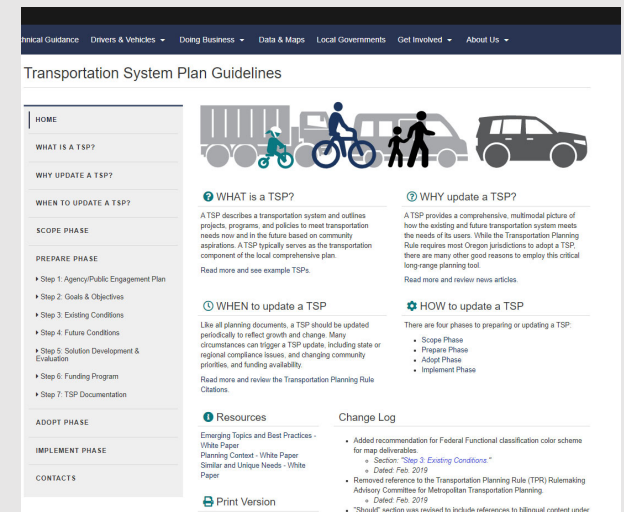 hnical Guidance Drivers & Vehicles Doing Business Data & Maps Local Governments Get Involved About Us
Transportation System Plan Guidelines
HOME
WHAT IS A TSP?
WHY UPDATE A TSP?
WHEN TO UPDATE A TSP?
SCOPE PHASE
PREPARE PHASE
Step 1: Agency/Public Engagement Plan
Step 2: Goals & Objectives
Step 3: Existing Conditions
Step 4: Future Conditions
Step 5: Solution Development &
Evaluation
Step 6: Funding Program
Step 7: TSP Documentation
ADOPT PHASE
IMPLEMENT PHASE
CONTACTS
WHAT is a TSP?
A TSP describes a transportation system and outlines
projects, programs, and policies to meet transportation
needs now and in the future based on community
aspirations. A TSP typically serves as the transportation
component of the local comprehensive plan.
Read more and see example TSPs.
WHY update a TSP?
A TSP provides a comprehensive, multimodal picture of
how the existing and future transportation system meets
the needs of its users. While the Transportation Planning
Rule requires most Oregon jurisdictions to adopt a TSP,
there are many other good reasons to employ this critical
long-range planning tool.
Read more and review news articles.
WHEN to update a TSP
Like all planning documents, a TSP should be updated
periodically to reflect growth and change. Many
circumstances can trigger a TSP update, including state or
regional compliance issues, and changing community
priorities, and funding availability.
Read more and review the Transportation Planning Rule
Citations.
HOW to update a TSP
There are four phases to preparing or updating a TSP:
Scope Phase
Prepare Phase
Adopt Phase
Implement Phase
Resources
Emerging Topics and Best Practices -
White Paper
Planning Context - White Paper
Similar and Unique Needs - White
Paper
Print Version
Change Log
Added recommendation for Federal Functional classification color scheme
for map deliverables.
Section: "Step 3: Existing Conditions."
Dated: Feb. 2019
Removed reference to the Transportation Planning Rule (TPR) Rulemaking
Advisory Committee for Metropolitan Transportation Planning.
Dated: Feb. 2019
"Should" section was revised to include references to bilingual content under